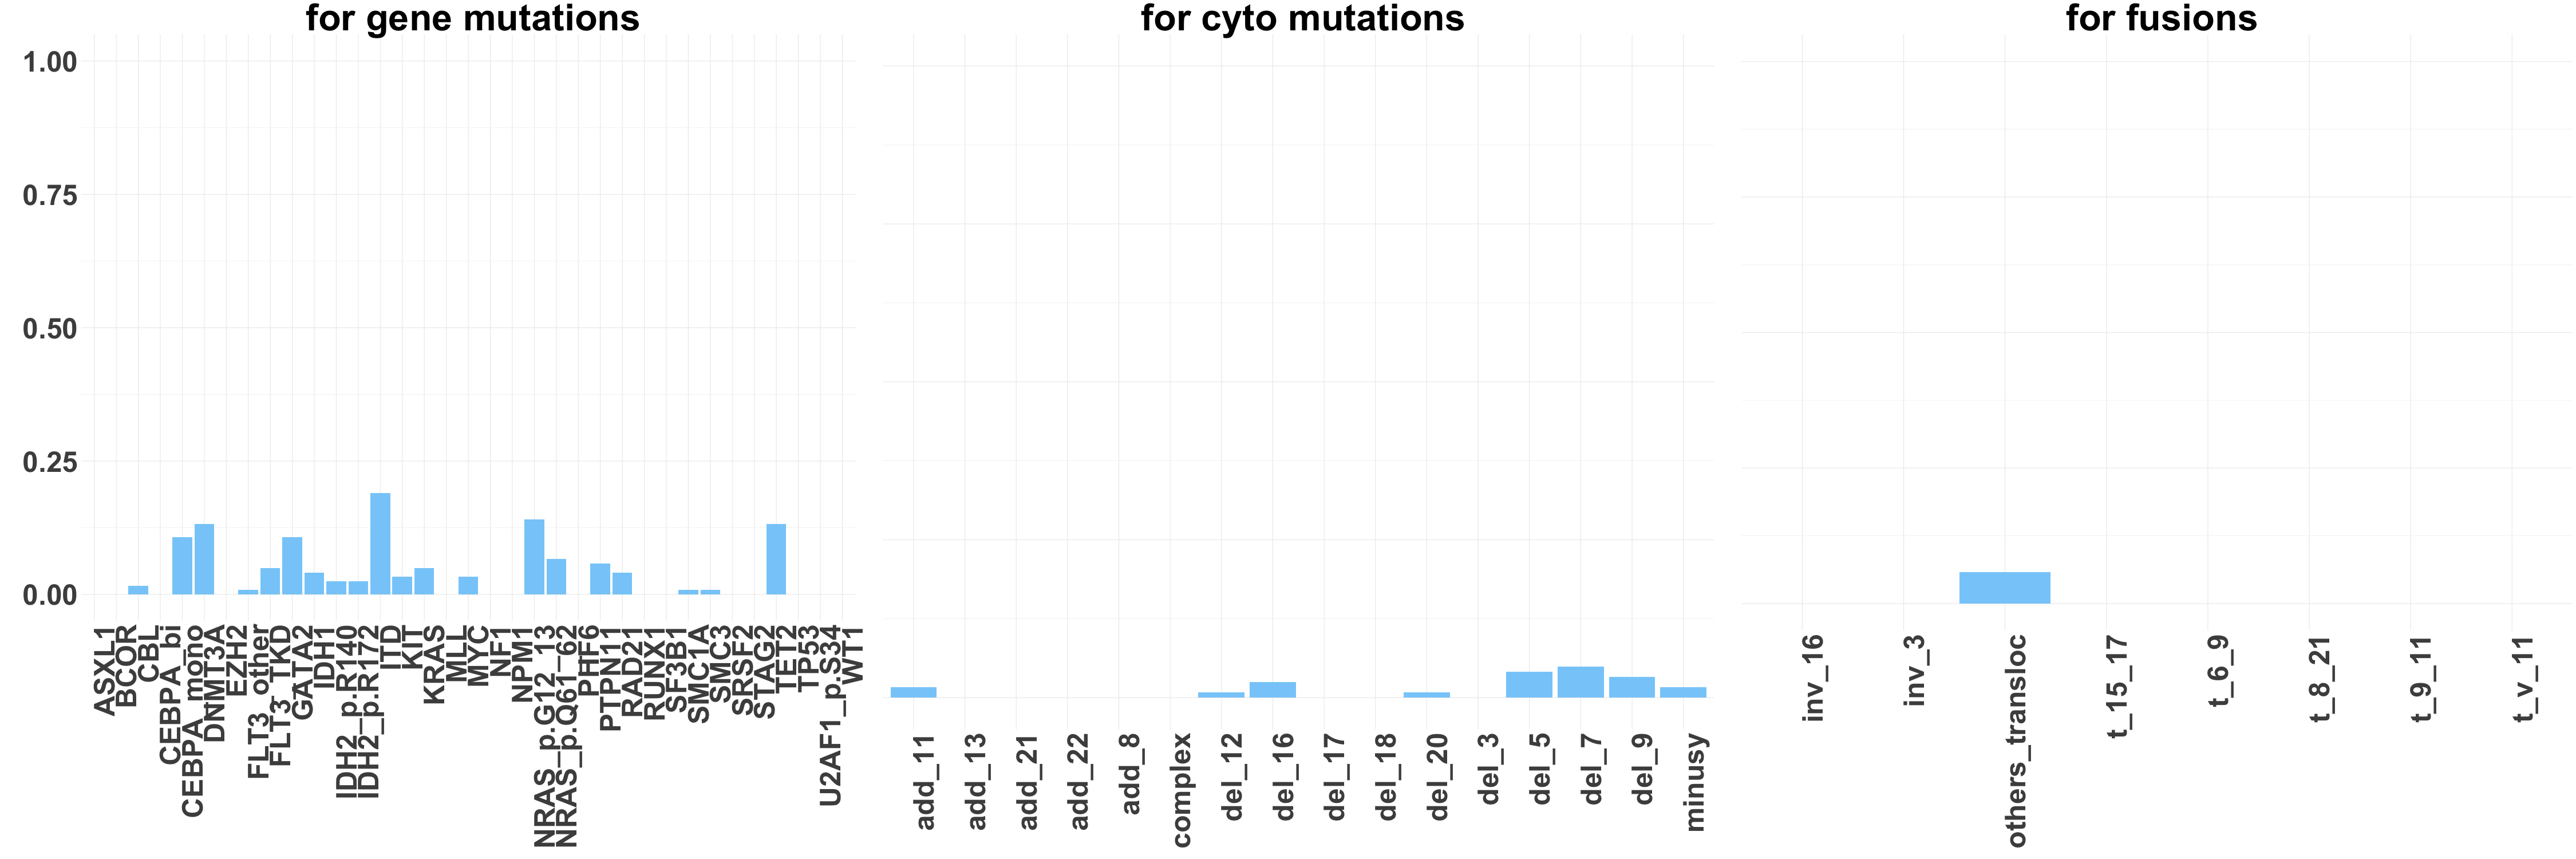 for gene mutations
for cyto mutations
for fusions
1.00
0.75
0.50
0.25
0.00
ASXL1
BCOR
CBL
CEBPA_bi
CEBPA_mono
DNMT3A
EZH2
FLT3_other
FLT3_TKD
GATA2
IDH1
IDH2_p.R140
IDH2_p.R172
ITD
KIT
KRAS
MLL
MYC
NF1
NPM1
NRAS_p.G12_13
NRAS_p.Q61_62
PHF6
PTPN11
RAD21
RUNX1
SF3B1
SMC1A
SMC3
SRSF2
STAG2
TET2
TP53
U2AF1_p.S34
WT1
add_11
add_13
add_21
add_22
add_8
complex
del_12
del_16
del_17
del_18
del_20
del_3
del_5
del_7
del_9
minusy
inv_16
inv_3
others_transloc
t_15_17
t_6_9
t_8_21
t_9_11
t_v_11